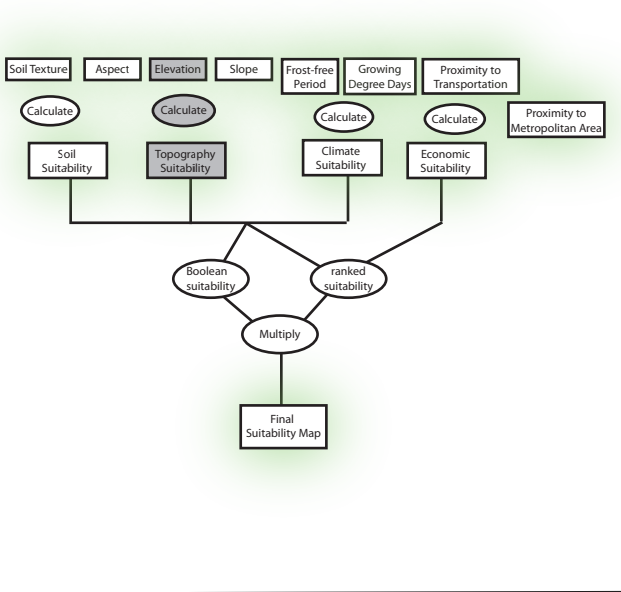 Soil Texture
Aspect
Elevation
Slope
Frost-free
Period
Growing
Degree Days
Proximity to
Transportation
Proximity to
Metropolitan Area
Calculate
Calculate
Calculate
Calculate
Soil
Suitability
Topography
Suitability
Climate
Suitability
Economic
Suitability
Boolean
suitability
ranked
suitability
Multiply
Final
Suitability Map